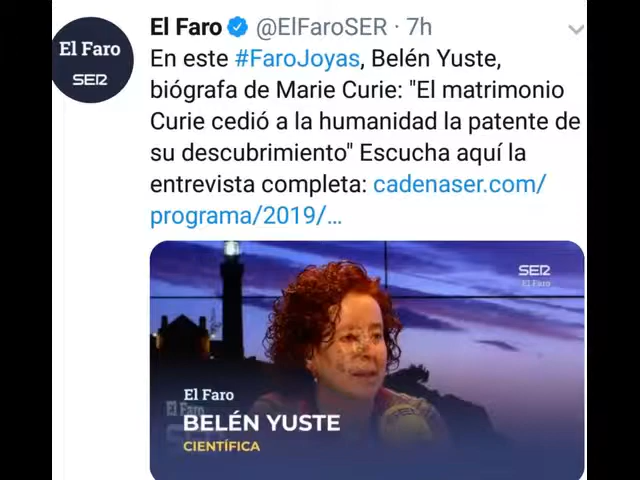 El Faro
SER
El Faro @ElFaroSER · 7h
En este #FaroJoyas, Belén Yuste,
biógrafa de Marie Curie: "El matrimonio
Curie cedió a la humanidad la patente de
su descubrimiento" Escucha aquí la
entrevista completa: cadenaser.com/
programa/2019/…
SER
El Faro
El Faro
El Faro
BELÉN YUSTE
CIENTÍFICA